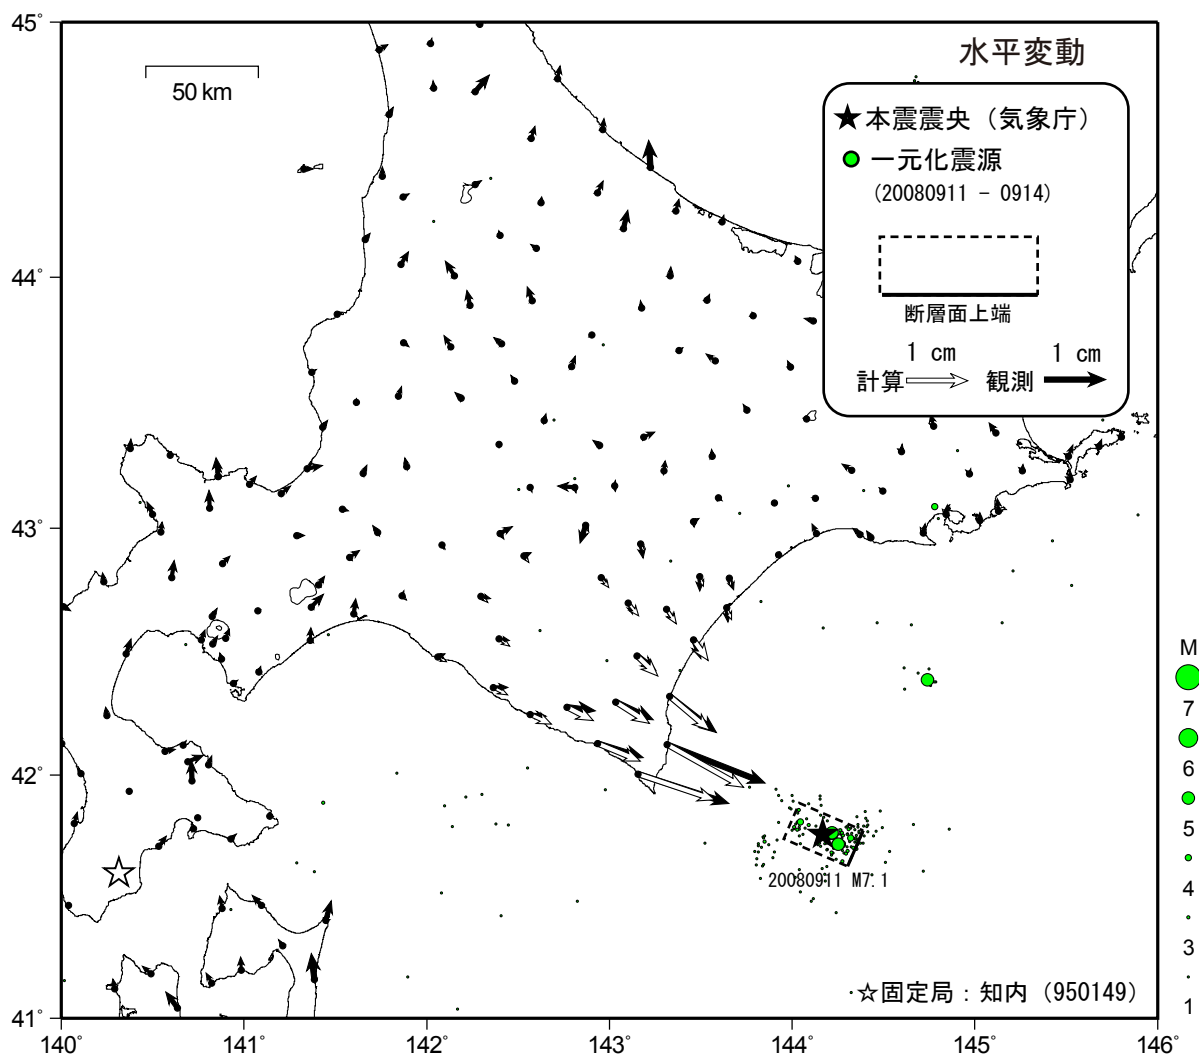 水平変動
50 km
★本震震央（気象庁）
一元化震源
(20080911 - 0914)
断層面上端
1 cm 1 cm
計算 観測
20080911 M7.1
☆固定局：知内（950149）
45°
44°
43°
42°
41°
140° 141° 142° 143° 144° 145° 146°
M
7
6
5
4
3
1